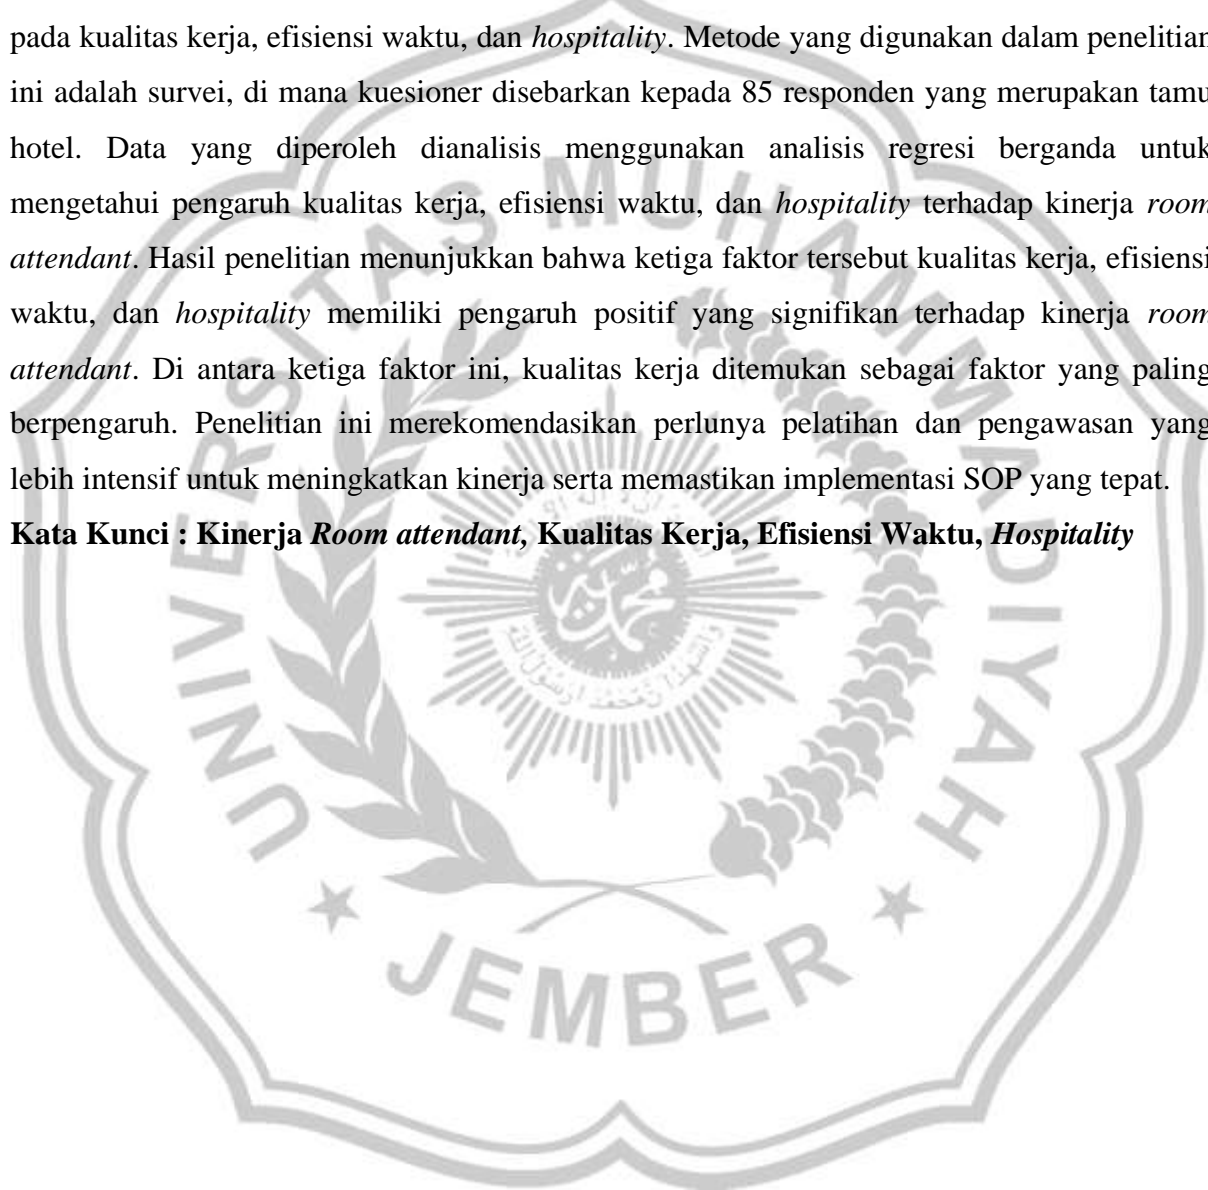 pada kualitas kerja, efisiensi waktu, dan hospitality. Metode yang digunakan dalam penelitian
ini adalah survei, di mana kuesioner disebarkan kepada 85 responden yang merupakan tamu
hotel. Data yang diperoleh dianalisis menggunakan analisis regresi berganda untuk
mengetahui pengaruh kualitas kerja, efisiensi waktu, dan hospitality terhadap kinerja room
attendant. Hasil penelitian menunjukkan bahwa ketiga faktor tersebut kualitas kerja, efisiensi
waktu, dan hospitality memiliki pengaruh positif yang signifikan terhadap kinerja room
attendant. Di antara ketiga faktor ini, kualitas kerja ditemukan sebagai faktor yang paling
berpengaruh. Penelitian ini merekomendasikan perlunya pelatihan dan pengawasan yang
lebih intensif untuk meningkatkan kinerja serta memastikan implementasi SOP yang tepat.
Kata Kunci : Kinerja Room attendant, Kualitas Kerja, Efisiensi Waktu, Hospitality
UNIVERSITAS MUHAMMADIYAH
JEMBER